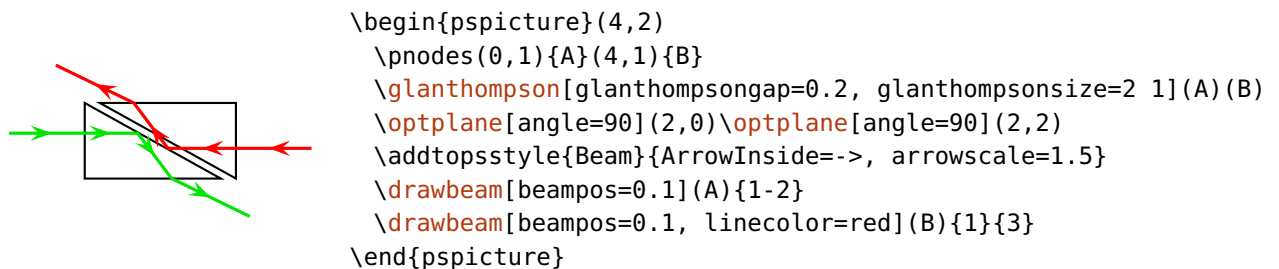 \begin{pspicture}(4,2)
  \pnodes(0,1){A}(4,1){B}
  \glanthompson[glanthompsongap=0.2, glanthompsonsize=2 1](A)(B)
  \optplane[angle=90](2,0)\optplane[angle=90](2,2)
  \addtopsstyle{Beam}{ArrowInside=->, arrowscale=1.5}
  \drawbeam[beampos=0.1](A){1-2}
  \drawbeam[beampos=0.1, linecolor=red](B){1}{3}
\end{pspicture}